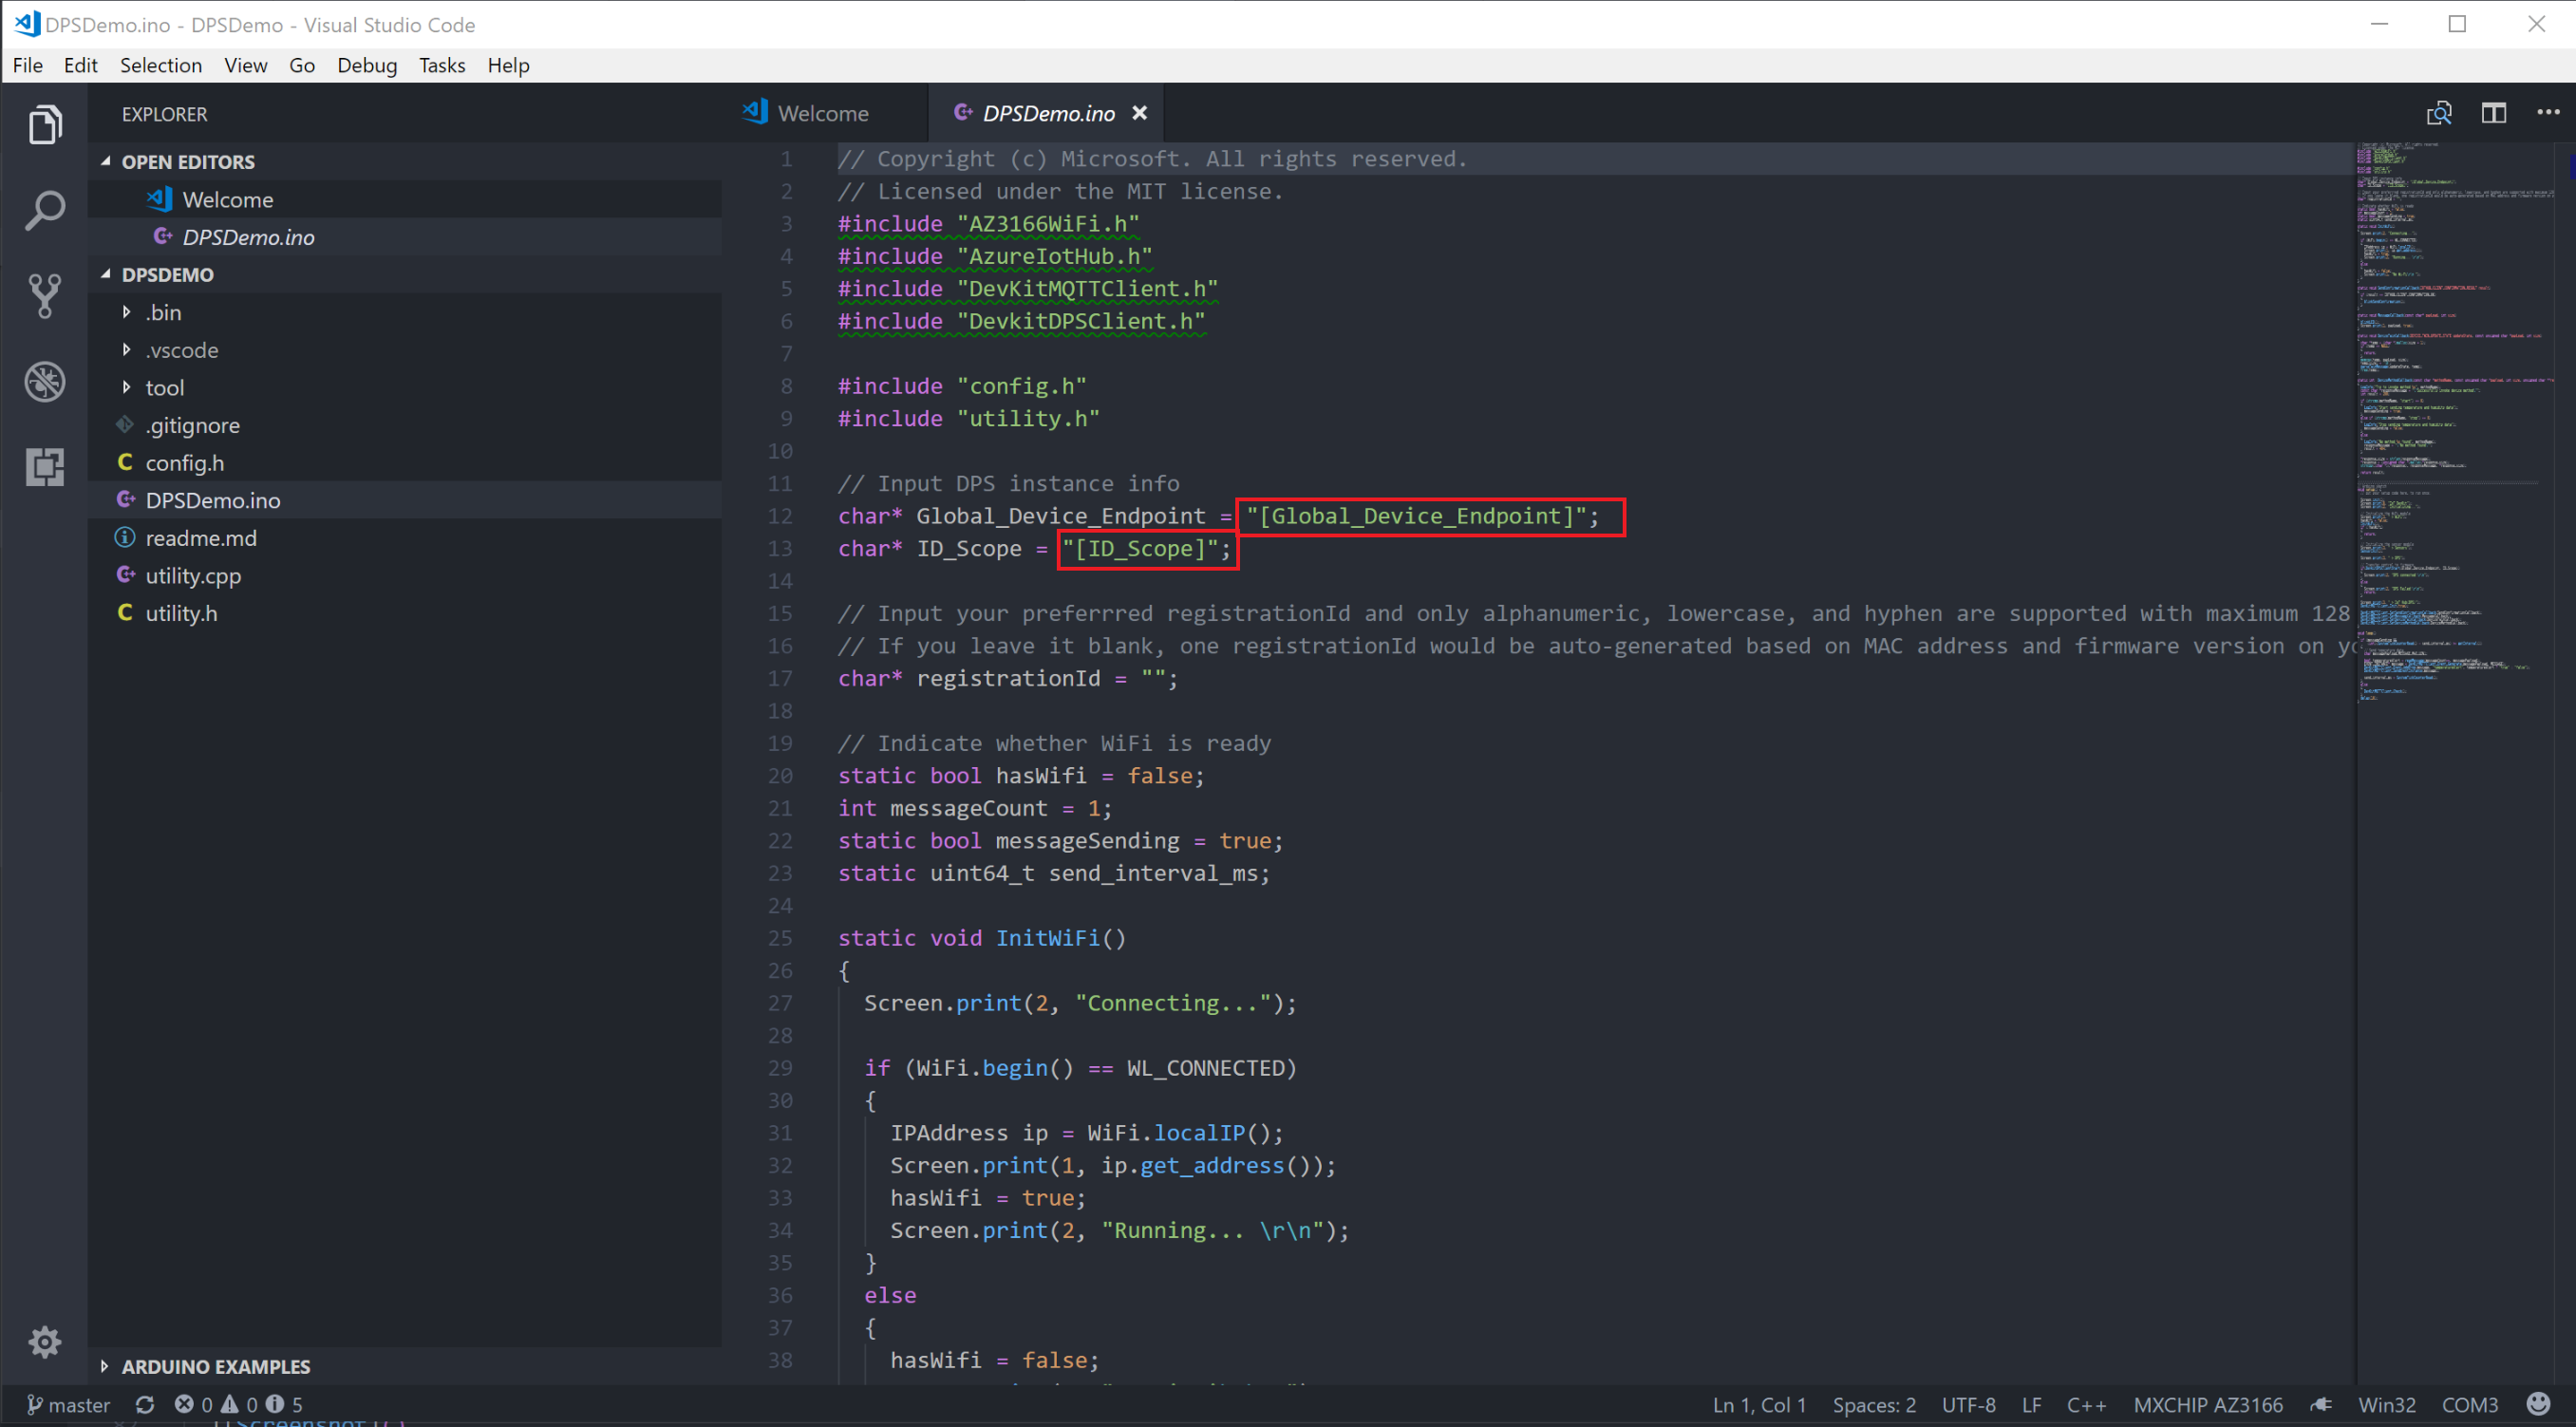 DPSDemo.ino - DPSDemo - Visual Studio Code
File Edit Selection View Go Debug Tasks Help
EXPLORER
OPEN EDITORS
Welcome
DPSDemo.ino
DPSDEMO
.bin
.vscode
tool
.gitignore
config.h
DPSDemo.ino
readme.md
utility.cpp
utility.h
ARDUINO EXAMPLES
Welcome DPSDemo.ino
1 // Copyright (c) Microsoft. All rights reserved.
2 // Licensed under the MIT license.
3 #include "AZ3166WiFi.h"
4 #include "AzureIotHub.h"
5 #include "DevKitMQTTClient.h"
6 #include "DevkitDPSClient.h"
7
8 #include "config.h"
9 #include "utility.h"
10
11 // Input DPS instance info
12 char* Global_Device_Endpoint = "[Global_Device_Endpoint]";
13 char* ID_Scope = "[ID_Scope]";
14
15 // Input your preferrred registrationId and only alphanumeric, lowercase, and hyphen are supported with maximum 128
16 // If you leave it blank, one registrationId would be auto-generated based on MAC address and firmware version on
17 char* registrationId = "";
18
19 // Indicate whether WiFi is ready
20 static bool hasWifi = false;
21 int messageCount = 1;
22 static bool messageSending = true;
23 static uint64_t send_interval_ms;
24
25 static void InitWiFi()
26 {
27 Screen.print(2, "Connecting...");
28
29 if (WiFi.begin() == WL_CONNECTED)
30 {
31 IPAddress ip = WiFi.localIP();
32 Screen.print(1, ip.get_address());
33 hasWifi = true;
34 Screen.print(2, "Running... \r\n");
35 }
36 else
37 {
38 hasWifi = false;
master 0 0 5 Ln 1, Col 1 Spaces: 2 UTF-8 LF C++ MXCHIP AZ3166 Win32 COM3